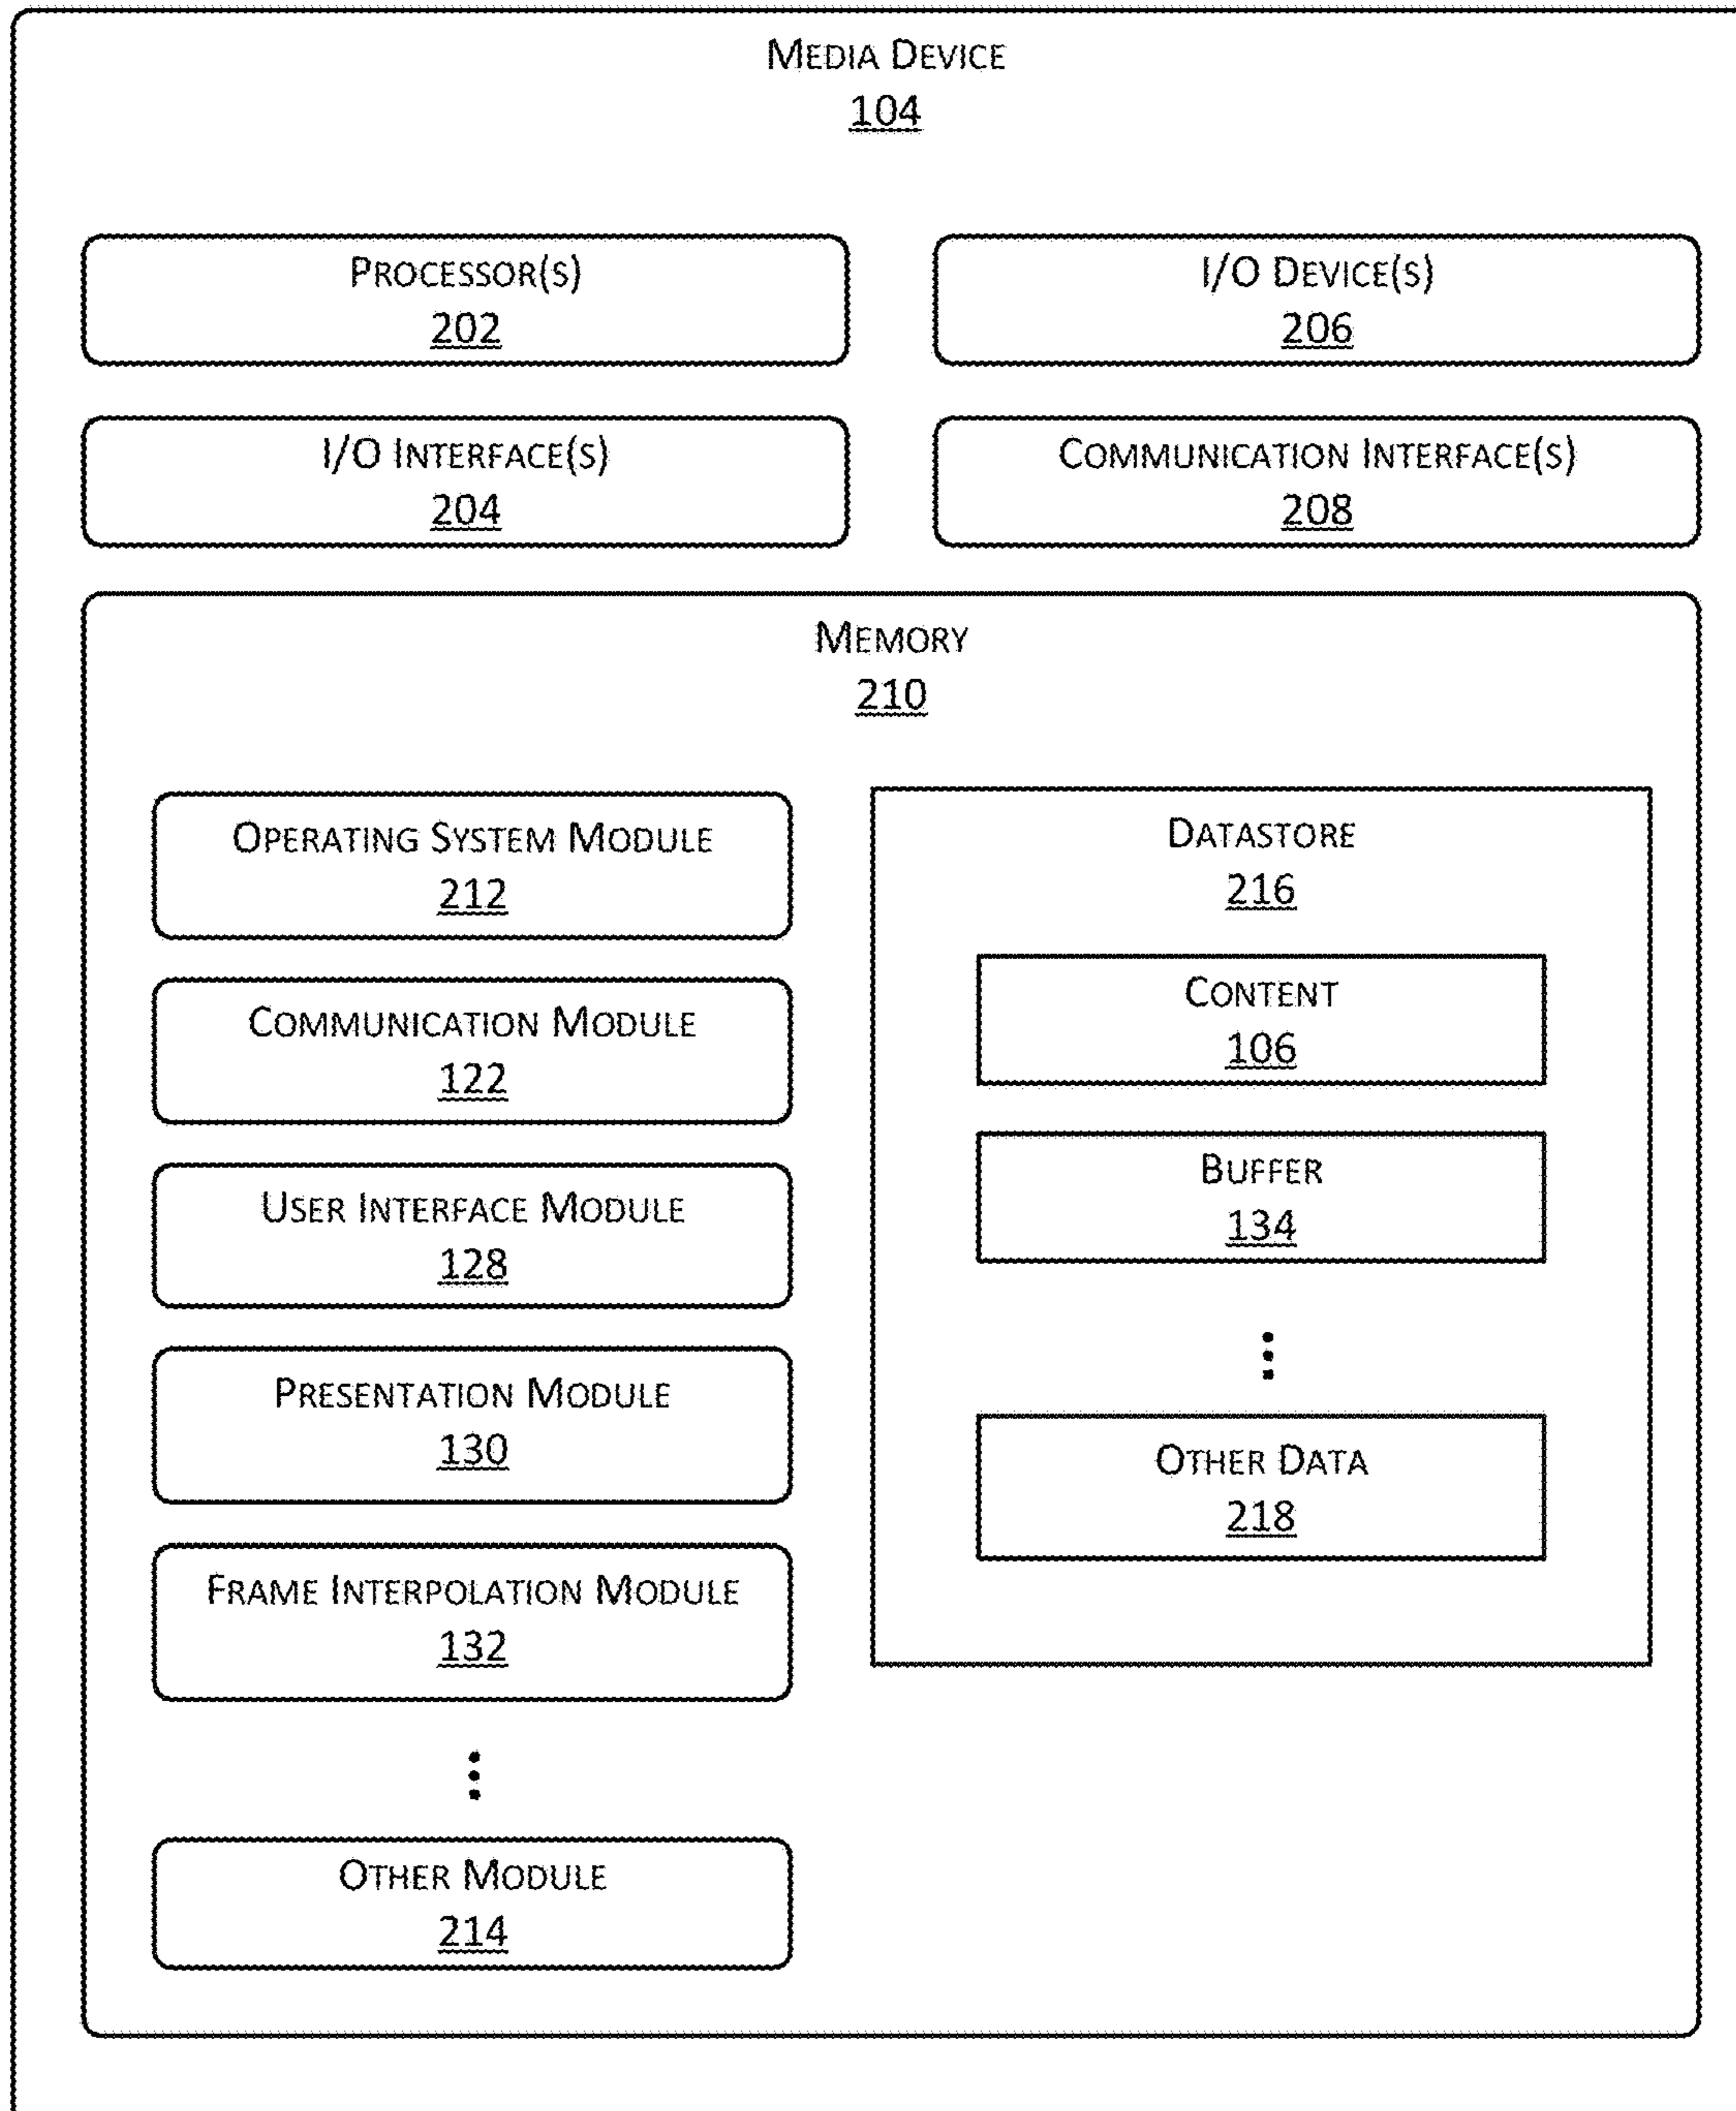 MEDIA DEVICE
104
PROCESSOR(S)
202
I/O DEVICE(S)
206
I/O INTERFACE(S)
204
COMMUNICATION INTERFACE(S)
208
MEMORY
210
OPERATING SYSTEM MODULE
212
COMMUNICATION MODULE
122
USER INTERFACE MODULE
128
PRESENTATION MODULE
130
FRAME INTERPOLATION MODULE
132
OTHER MODULE
214
DATASTORE
216
CONTENT
106
BUFFER
134
OTHER DATA
218